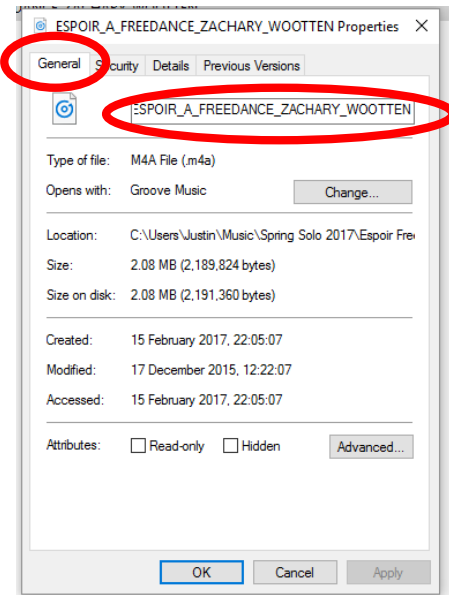 ESPOIR_A_FREEDANCE_ZACHARY_WOOTTEN Properties
General Security Details Previous Versions
ESPOIR_A_FREEDANCE_ZACHARY_WOOTTEN
Type of file: M4A File (.m4a)
Opens with: Groove Music Change...
Location: C:\Users\Justin\Music\Spring Solo 2017\Espoir Free
Size: 2.08 MB (2,189,824 bytes)
Size on disk: 2.08 MB (2,191,360 bytes)
Created: 15 February 2017, 22:05:07
Modified: 17 December 2015, 12:22:07
Accessed: 15 February 2017, 22:05:07
Attributes: Read-only Hidden Advanced...
OK Cancel Apply